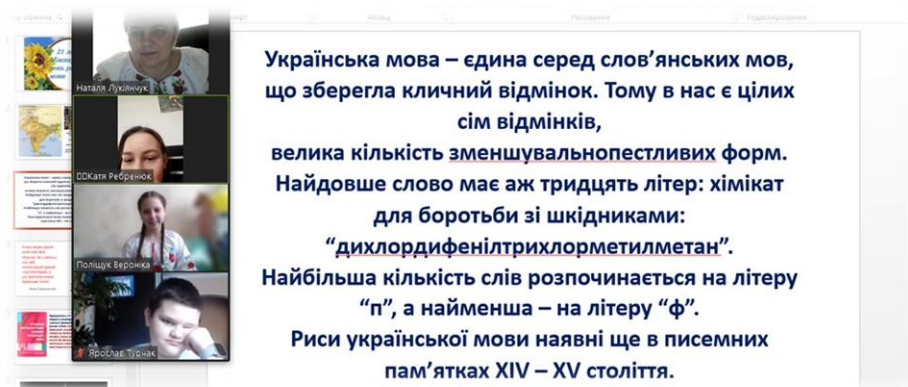 Наталя Лукіянчук
Катя Ребренюк
Поліщук Вероніка
Ярослав Турчак
Українська мова – єдина серед слов’янських мов,
що зберегла кличний відмінок. Тому в нас є цілих
сім відмінків,
велика кількість зменшувальнопестливих форм.
Найдовше слово має аж тридцять літер: хімікат
для боротьби зі шкідниками:
“дихлордифенілтрихлорметилметан”.
Найбільша кількість слів розпочинається на літеру
“п”, а найменша – на літеру “ф”.
Риси української мови наявні ще в писемних
пам’ятках XIV – XV століття.